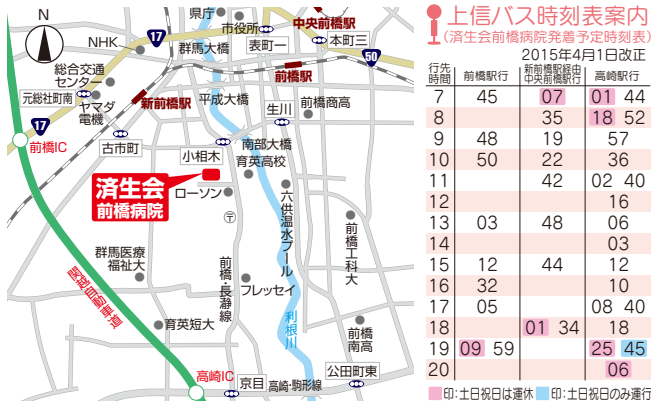 N
県庁
市役所
中央前橋駅
17
NHK
群馬大橋
表町一
本町三
50
総合交通
センター
前橋駅
元総社町南
ヤマダ
電機
新前橋駅
平成大橋
生川
前橋商高
17
前橋IC
古市町
小相木
南部大橋
育英高校
済生会
前橋病院
ローソン
〒
六供温水プール
前橋工科大
群馬医療
福祉大
関越自動車道
前橋・長瀞線
フレッセイ
利根川
育英短大
前橋
南高
高崎IC
京目
高崎・駒形線
公田町東
上信バス時刻表案内
(済生会前橋病院発着予定時刻表)
2015年4月1日改正
行先
時間
前橋駅行
新前橋駅経由
中央前橋駅行
高崎駅行
7 45 07 01 44
8 35 18 52
9 48 19 57
10 50 22 36
11 42 02 40
12 16
13 03 48 06
14 03
15 12 44 12
16 32 10
17 05 08 40
18 01 34 18
19 09 59 25 45
20 06
印：土日祝日は運休 印：土日祝日のみ運行